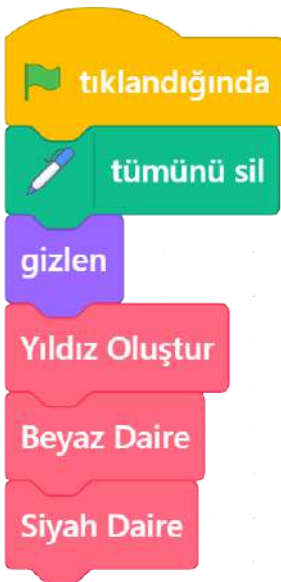 tıklandığında
tümünü sil
gizlen
Yıldız Oluştur
Beyaz Daire
Siyah Daire